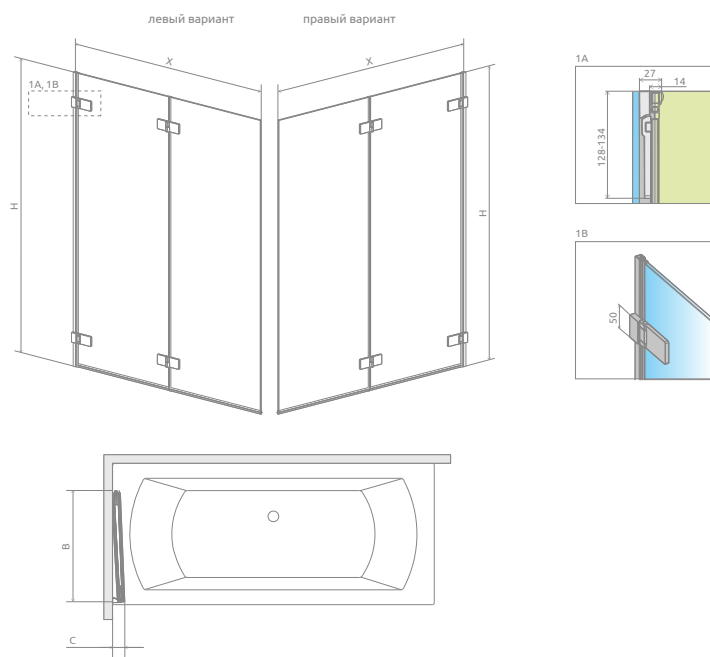 левый вариант
правый вариант
X
X
1A, 1B
H
H
1A
27
14
128-134
1B
50
B
C